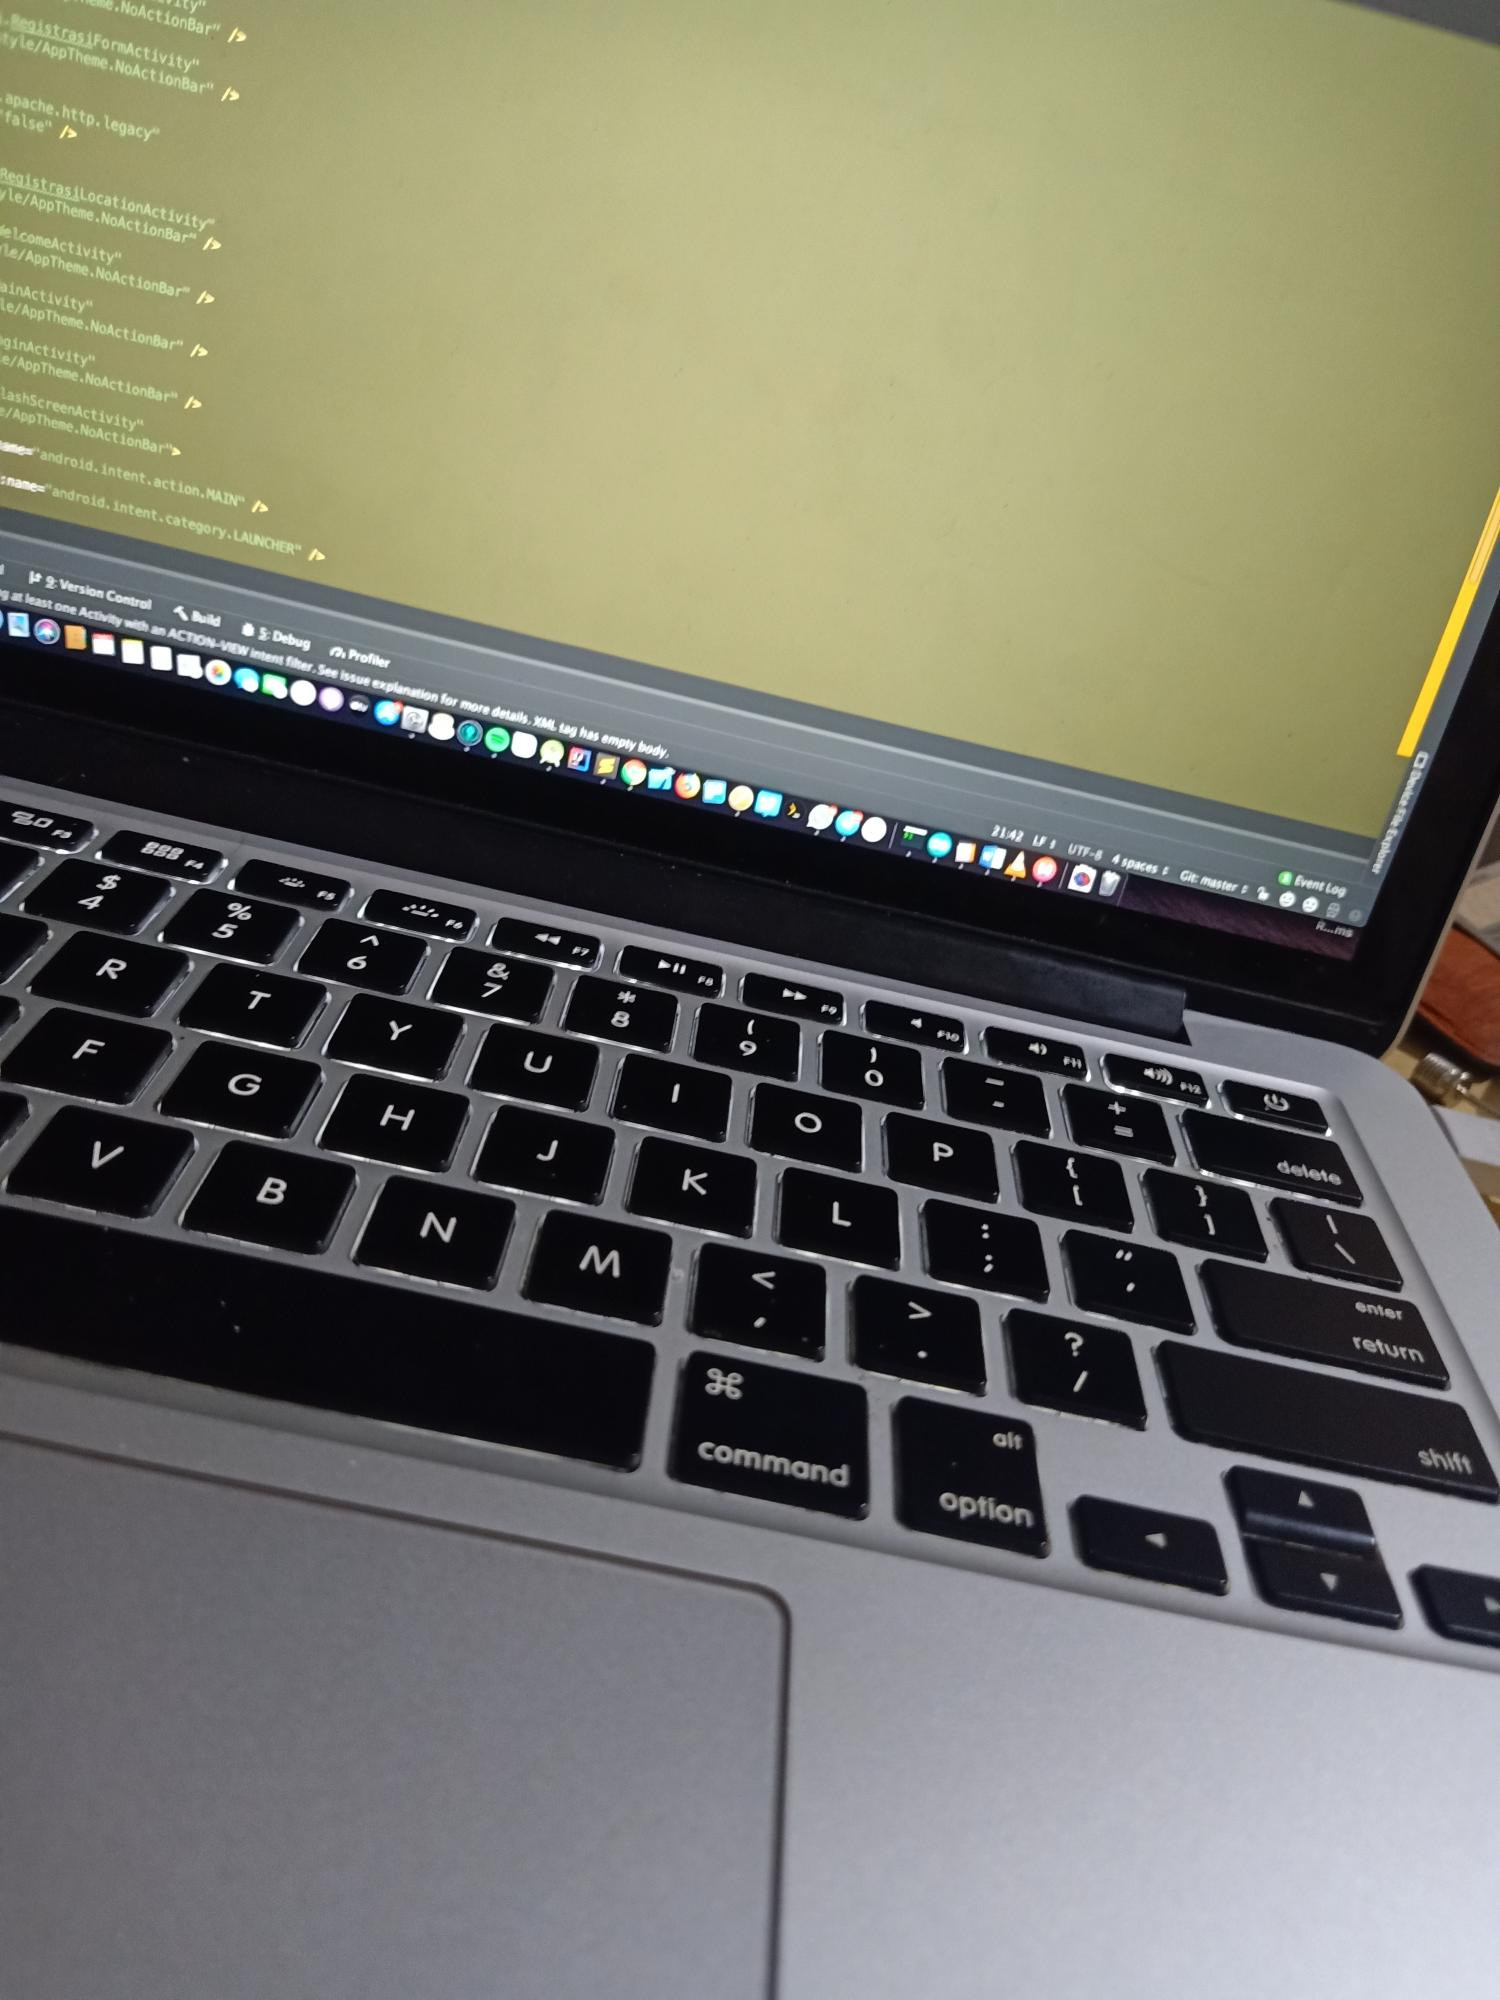 heme.NoActionBar" />
.RegistrasiFormActivity"
tyle/AppTheme.NoActionBar" />
.apache.http.legacy"
"false" />
RegistrasiLocationActivity"
yle/AppTheme.NoActionBar" />
WelcomeActivity"
yle/AppTheme.NoActionBar" />
ainActivity"
le/AppTheme.NoActionBar" />
oginActivity"
e/AppTheme.NoActionBar" />
lashScreenActivity"
e/AppTheme.NoActionBar">
name="android.intent.action.MAIN" />
:name="android.intent.category.LAUNCHER" />
9: Version Control Build 5: Debug Profiler
g at least one Activity with an ACTION-VIEW intent filter. See issue explanation for more details. XML tag has empty body.
21:42 LF UTF-8 4 spaces Git: master
Event Log
Device File Explorer
R...ms
F3 F4 F5 F6 F7 F8 F9 F10 F11 F12
$ 4 % 5 ^ 6 & 7 * 8 ( 9 ) 0 - + = delete
R T Y U I O P { [ } ] | \
F G H J K L : ; " ' enter return
V B N M < , > . ? / shift
⌘ command alt option